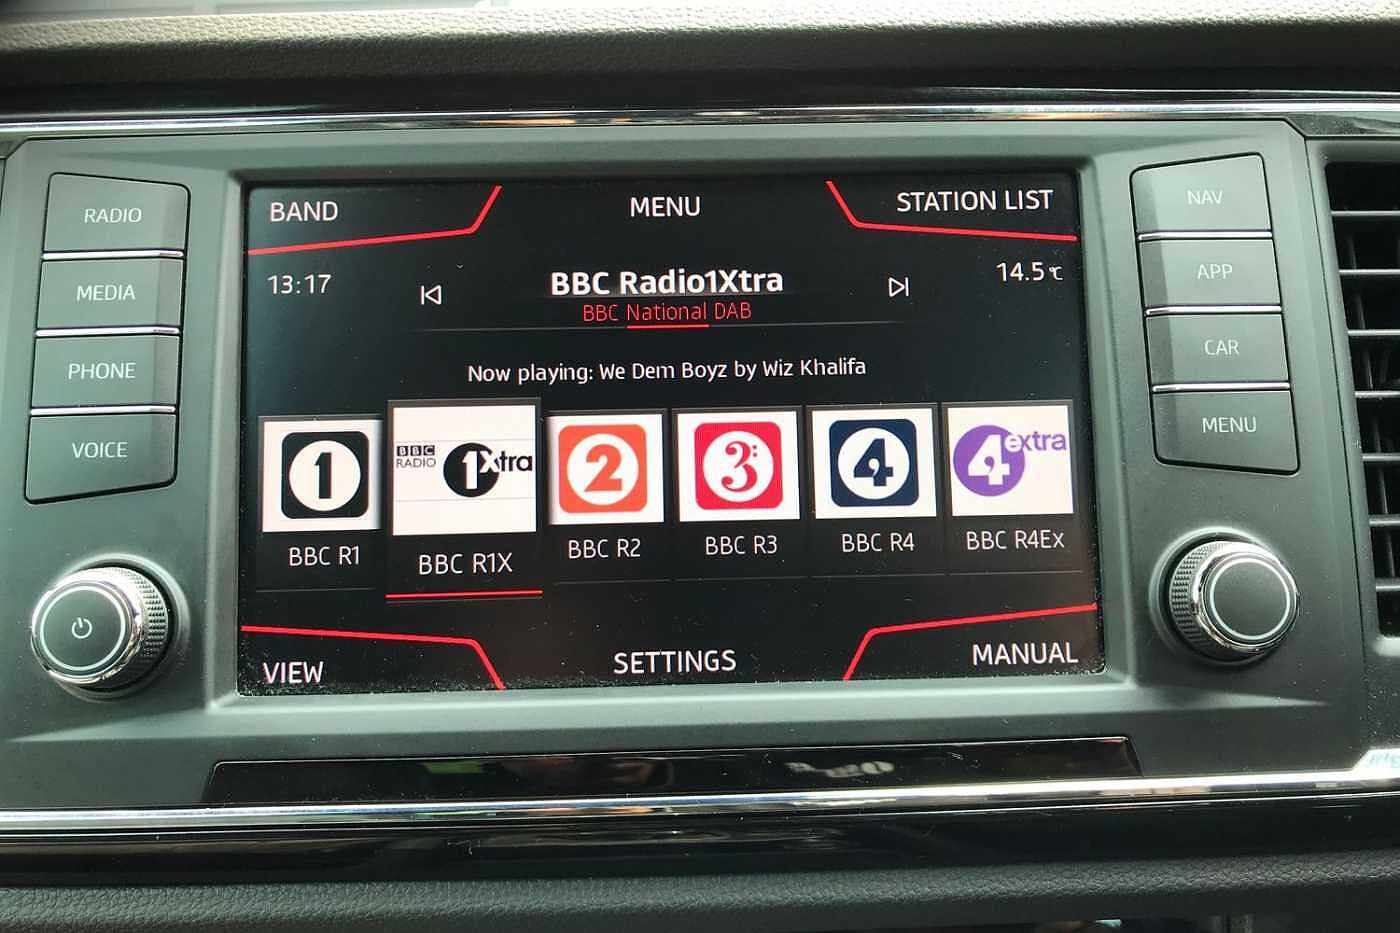 BAND
MENU
STATION LIST
13:17
BBC Radio1Xtra
14.5°C
BBC National DAB
Now playing: We Dem Boyz by Wiz Khalifa
1
BBC RADIO 1Xtra
2
3
4
4 extra
BBC R1
BBC R1X
BBC R2
BBC R3
BBC R4
BBC R4Ex
VIEW
SETTINGS
MANUAL
RADIO
MEDIA
PHONE
VOICE
NAV
APP
CAR
MENU